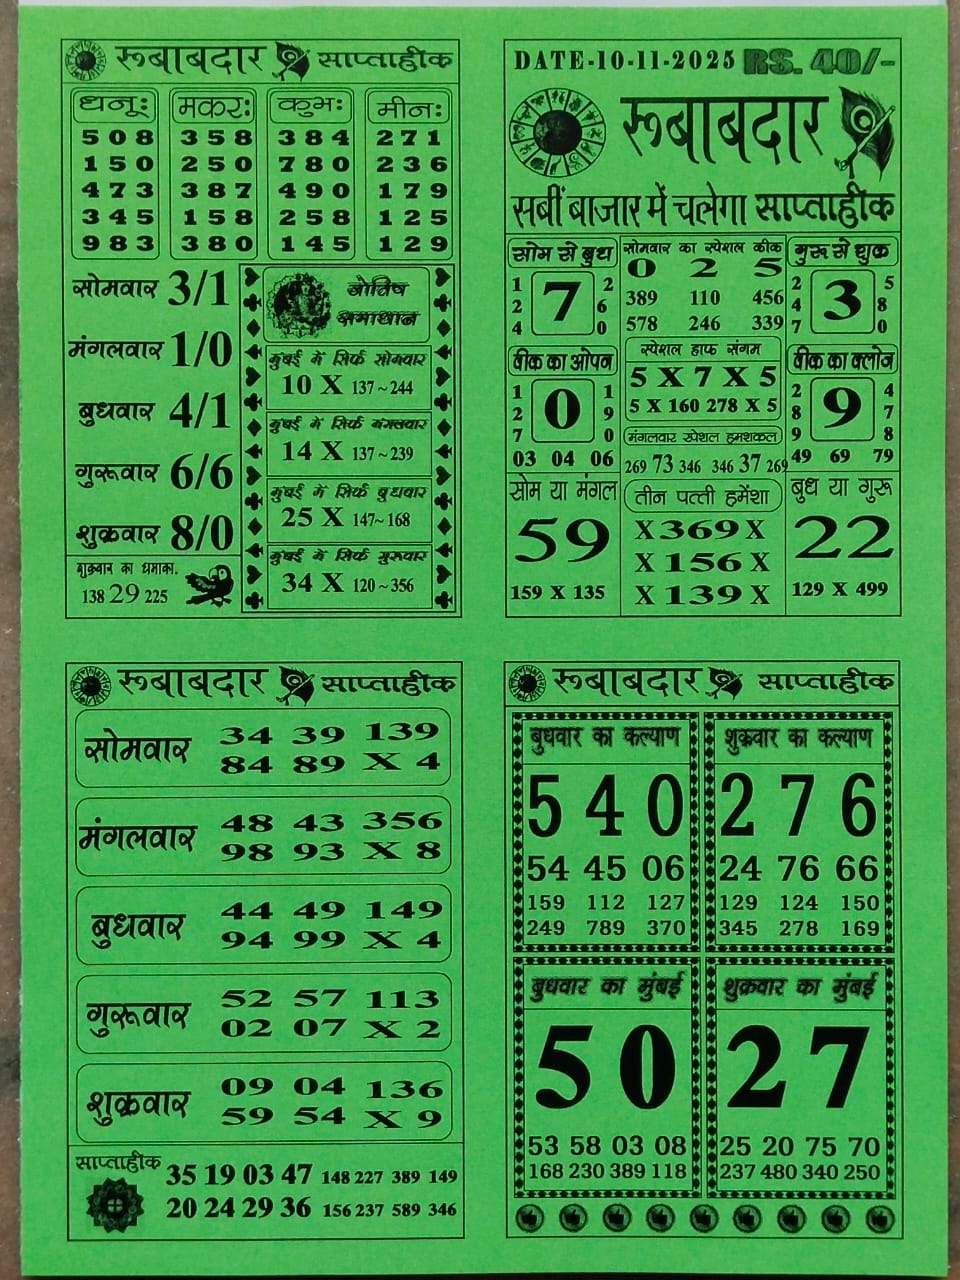 रूबाबदार साप्ताहीक
धनू: मकर: कुंभ: मीन:
508 358 384 271
150 250 780 236
473 387 490 179
345 158 258 125
983 380 145 129
सोमवार 3/1
मंगलवार 1/0
बुधवार 4/1
गुरूवार 6/6
शुक्रवार 8/0
शुक्रवार का धमाका.
138 29 225
जोतिष
समाधान
मुंबई में सिर्फ सोमवार
10 X 137~244
मुंबई में सिर्फ मंगलवार
14 X 137~239
मुंबई में सिर्फ बुधवार
25 X 147~168
मुंबई में सिर्फ गुरूवार
34 X 120~356
DATE-10-11-2025 RS. 40/-
रूबाबदार
सबीं बाजार में चलेगा साप्ताहीक
सोम से बुध
1 2
2 7 6
4 0
सोमवार का स्पेशल वीक
0 2 5
389 110 456
578 246 339
गुरू से शुक्र
2 5
4 3 8
7 0
वीक का ओपन
1 1
2 0 9
7 0
03 04 06
स्पेशल हाफ संगम
5 X 7 X 5
5 X 160 278 X 5
मंगलवार स्पेशल हमशकल
269 73 346 346 37 269
वीक का क्लोज
2 4
8 9 7
9 8
49 69 79
सोम या मंगल
59
159 X 135
तीन पत्ती हमेंशा
X 369 X
X 156 X
X 139 X
बुध या गुरू
22
129 X 499
रूबाबदार साप्ताहीक
सोमवार 34 39 139
84 89 X 4
मंगलवार 48 43 356
98 93 X 8
बुधवार 44 49 149
94 99 X 4
गुरूवार 52 57 113
02 07 X 2
शुक्रवार 09 04 136
59 54 X 9
साप्ताहीक 35 19 03 47 148 227 389 149
20 24 29 36 156 237 589 346
रूबाबदार साप्ताहीक
बुधवार का कल्याण
540
54 45 06
159 112 127
249 789 370
शुक्रवार का कल्याण
276
24 76 66
129 124 150
345 278 169
बुधवार का मुंबई
50
53 58 03 08
168 230 389 118
शुक्रवार का मुंबई
27
25 20 75 70
237 480 340 250